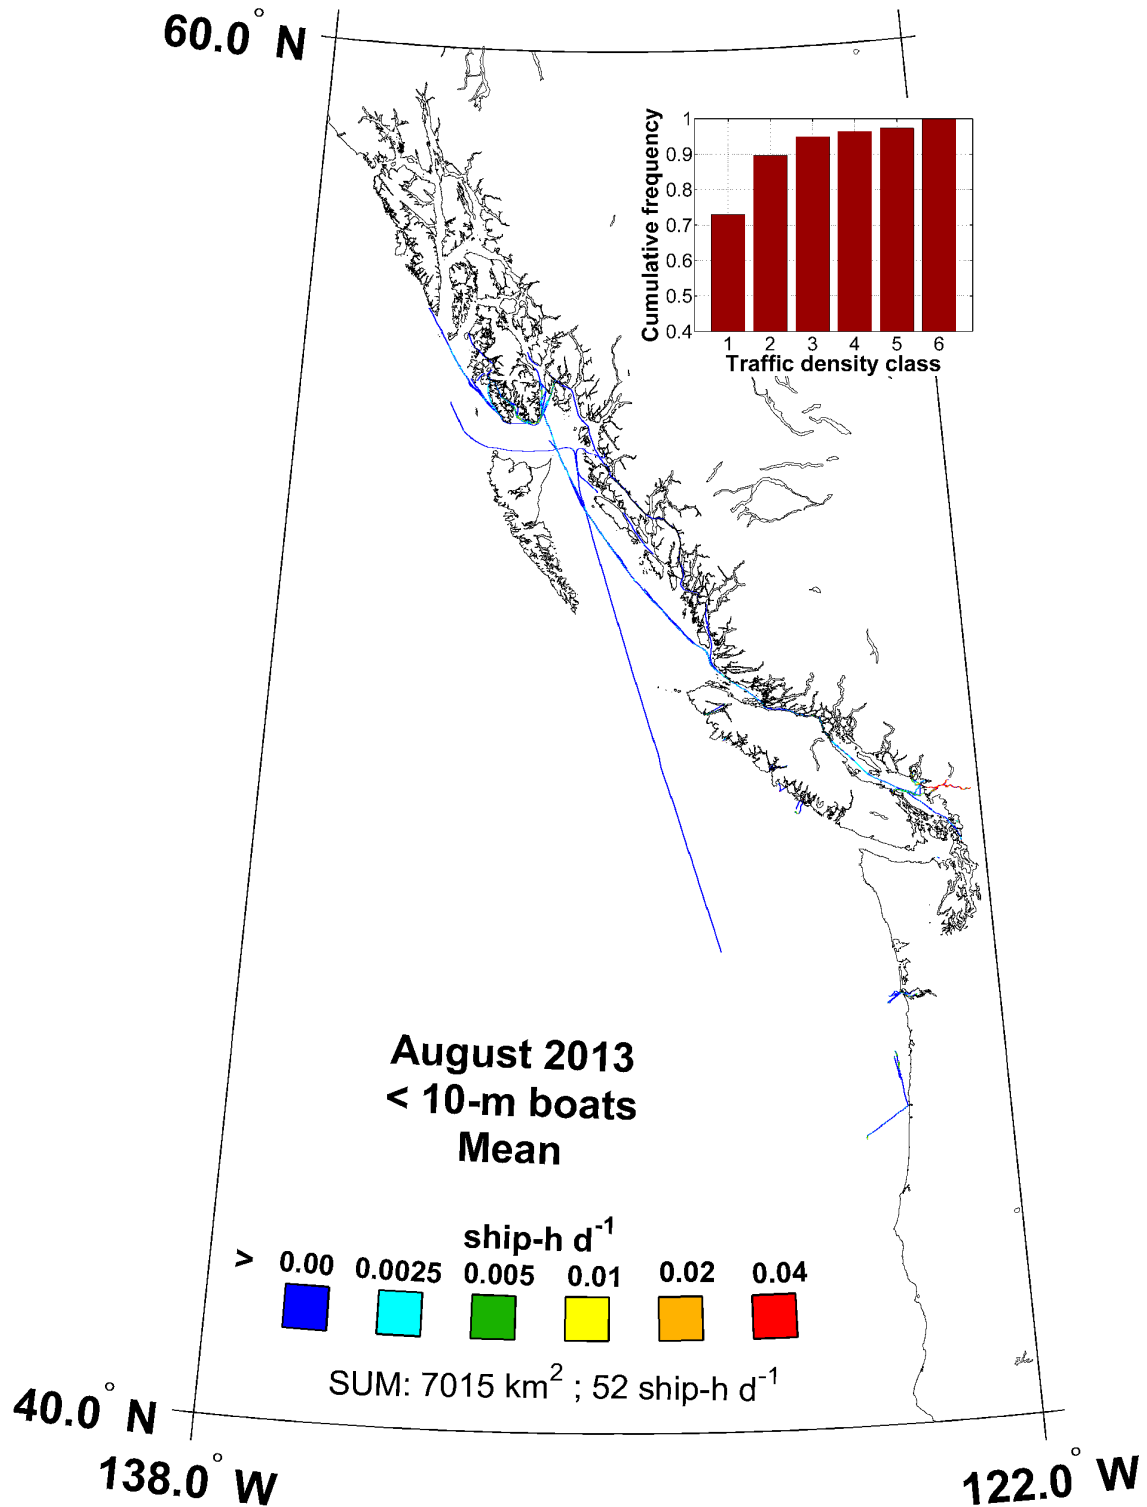 60.0° N
Cumulative frequency
1
0.9
0.8
0.7
0.6
0.5
0.4
1 2 3 4 5 6
Traffic density class
August 2013
< 10-m boats
Mean
ship-h d⁻¹
> 0.00 0.0025 0.005 0.01 0.02 0.04
SUM: 7015 km² ; 52 ship-h d⁻¹
40.0° N
138.0° W
122.0° W